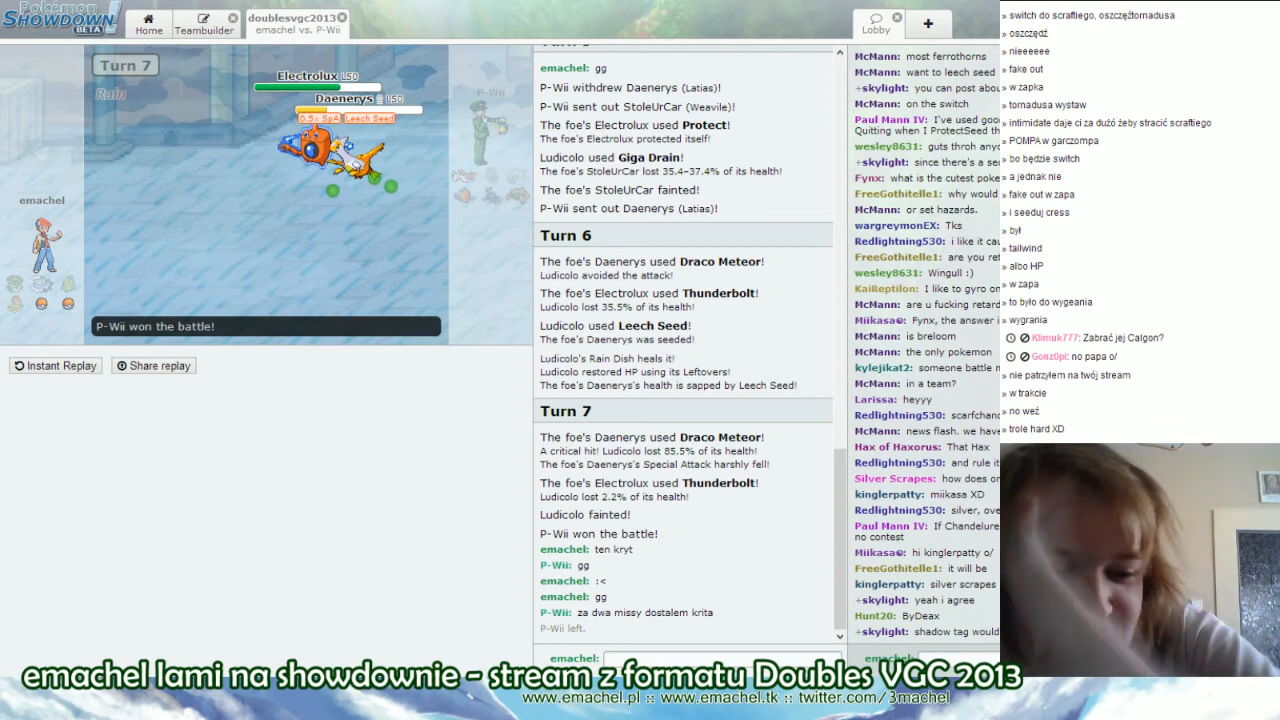 Pokémon
SHOWDOWN!
BETA
Home
Teambuilder
doublesvgc2013
emachel vs. P-Wii
Lobby
Turn 7
Rain
Electrolux L50
Daenerys L50
0.5× SpA Leech Seed
P-Wii
emachel
P-Wii won the battle!
Instant Replay
Share replay
emachel: gg
P-Wii withdrew Daenerys (Latias)!
P-Wii sent out StoleUrCar (Weavile)!
The foe's Electrolux used Protect!
The foe's Electrolux protected itself!
Ludicolo used Giga Drain!
The foe's StoleUrCar lost 35.4–37.4% of its health!
The foe's StoleUrCar fainted!
P-Wii sent out Daenerys (Latias)!
Turn 6
The foe's Daenerys used Draco Meteor!
Ludicolo avoided the attack!
The foe's Electrolux used Thunderbolt!
Ludicolo lost 35.5% of its health!
Ludicolo used Leech Seed!
The foe's Daenerys was seeded!
Ludicolo's Rain Dish heals it!
Ludicolo restored HP using its Leftovers!
The foe's Daenerys's health is sapped by Leech Seed!
Turn 7
The foe's Daenerys used Draco Meteor!
A critical hit! Ludicolo lost 85.5% of its health!
The foe's Daenerys's Special Attack harshly fell!
The foe's Electrolux used Thunderbolt!
Ludicolo lost 2.2% of its health!
Ludicolo fainted!
P-Wii won the battle!
emachel: ten kryt
P-Wii: gg
emachel: :<
emachel: gg
P-Wii: za dwa missy dostalem krita
P-Wii left.
emachel:
McMann: most ferrothorns
McMann: want to leech seed
+skylight: you can post abou
McMann: on the switch
Paul Mann IV: I've used goo
Quitting when I ProtectSeed th
wesley8631: guts throh any
+skylight: since there's a se
Fynx: what is the cutest poke
FreeGothitelle1: why would
McMann: or set hazards.
wargreymonEX: Tks
Redlightning530: i like it cau
FreeGothitelle1: are you ret
wesley8631: Wingull :)
KaiReptilon: I like to gyro on
McMann: are u fucking retard
Miikasa: Fynx, the answer i
McMann: is breloom
McMann: the only pokemon
kylejikat2: someone battle m
McMann: in a team?
Larissa: heyyy
Redlightning530: scarfchand
McMann: news flash. we have
Hax of Haxorus: That Hax
Redlightning530: and rule it
Silver Scrapes: how does on
kinglerpatty: miikasa XD
Redlightning530: silver, ove
Paul Mann IV: If Chandelure
no contest
Miikasa: hi kinglerpatty o/
FreeGothitelle1: it will be
kinglerpatty: silver scrapes
+skylight: yeah i agree
Hunt20: ByDeax
+skylight: shadow tag would
emachel:
» switch do scraftiego, oszczęźtornadusa
» oszczędź
» nieeeeee
» fake out
» w zapka
» tornadusa wystaw
» intimidate daje ci za dużó żeby stracić scraftiego
» POMPA w garczompa
» bo będzie switch
» a jednak nie
» fake out w zapa
» i seeduj cress
» był
» tailwind
» albo HP
» w zapa
» to było do wygeania
» wygrania
Klimuk777: Zabrać jej Calgon?
Gonz0pl: no papa o/
» nie patrzyłem na twój stream
» w trakcie
» no weź
» trole hard XD
emachel lami na showdownie - stream z formatu Doubles VGC 2013
www.emachel.pl :: www.emachel.tk :: twitter.com/3machel